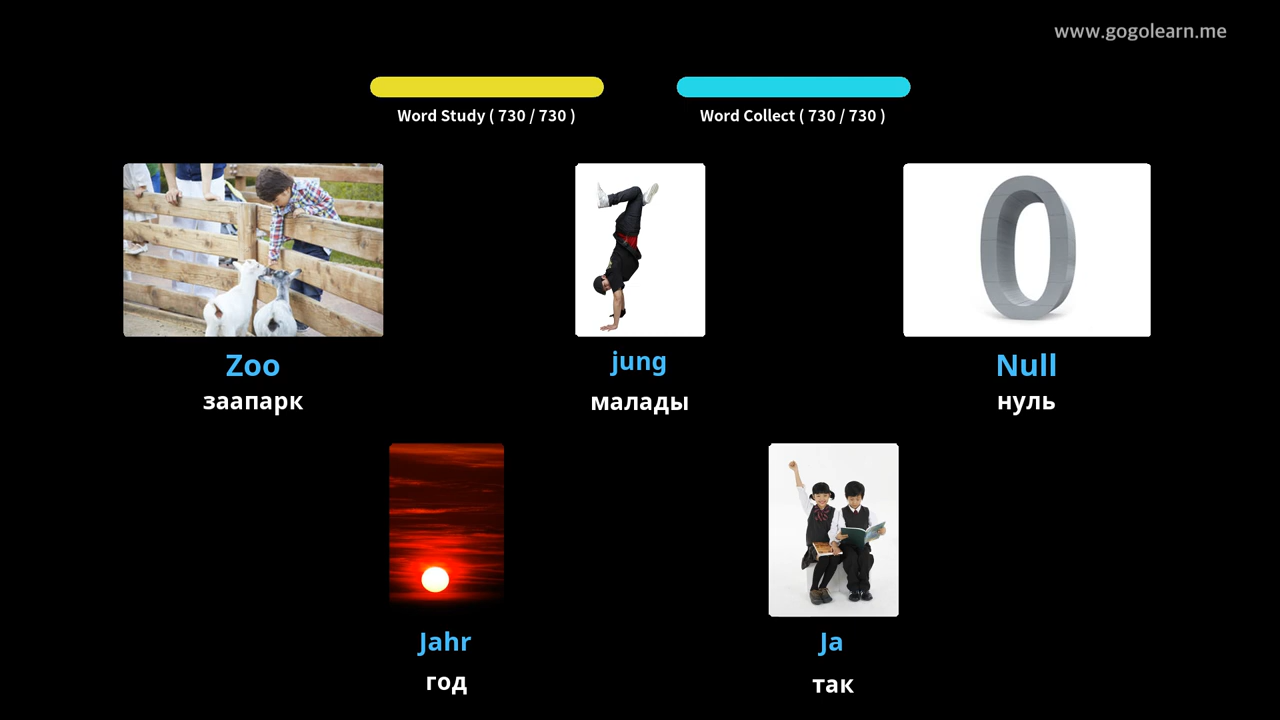 www.gogolearn.me
Word Study ( 730 / 730 )
Word Collect ( 730 / 730 )
Zoo
заапарк
jung
малады
Null
нуль
Jahr
год
Ja
так